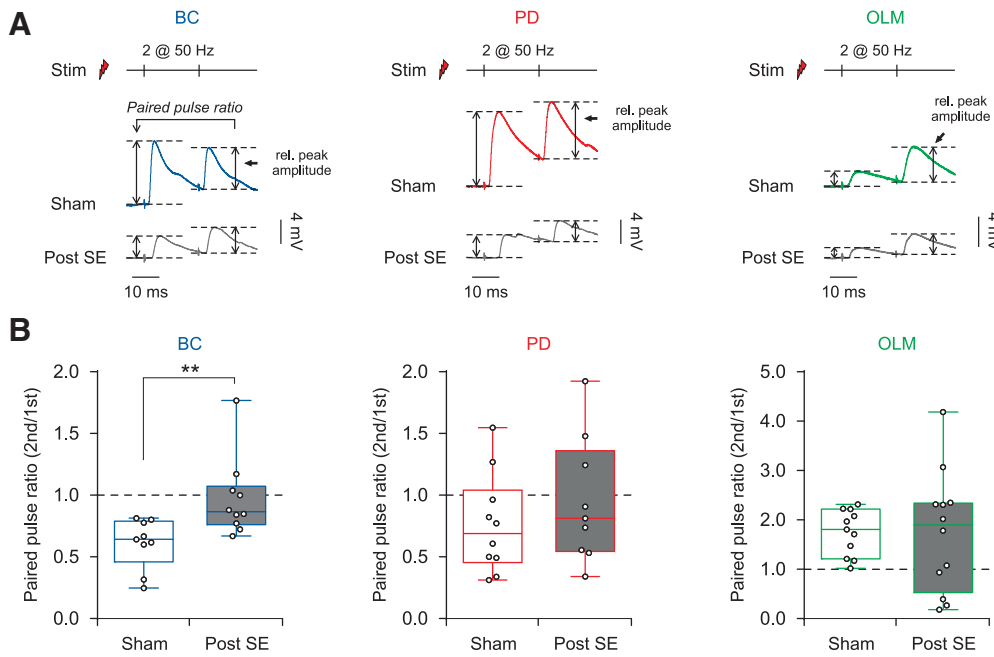 A
BC
PD
OLM
Stim
2 @ 50 Hz
Stim
2 @ 50 Hz
Stim
2 @ 50 Hz
Paired pulse ratio
rel. peak
amplitude
rel. peak
amplitude
rel. peak
amplitude
Sham
Sham
Sham
4 mV
4 mV
4 mV
Post SE
Post SE
Post SE
10 ms
10 ms
10 ms
B
BC
PD
OLM
Paired pulse ratio (2nd/1st)
2.0
1.5
1.0
0.5
0.0
**
Sham
Post SE
Paired pulse ratio (2nd/1st)
2.0
1.5
1.0
0.5
0.0
Sham
Post SE
Paired pulse ratio (2nd/1st)
5.0
4.0
3.0
2.0
1.0
0.0
Sham
Post SE